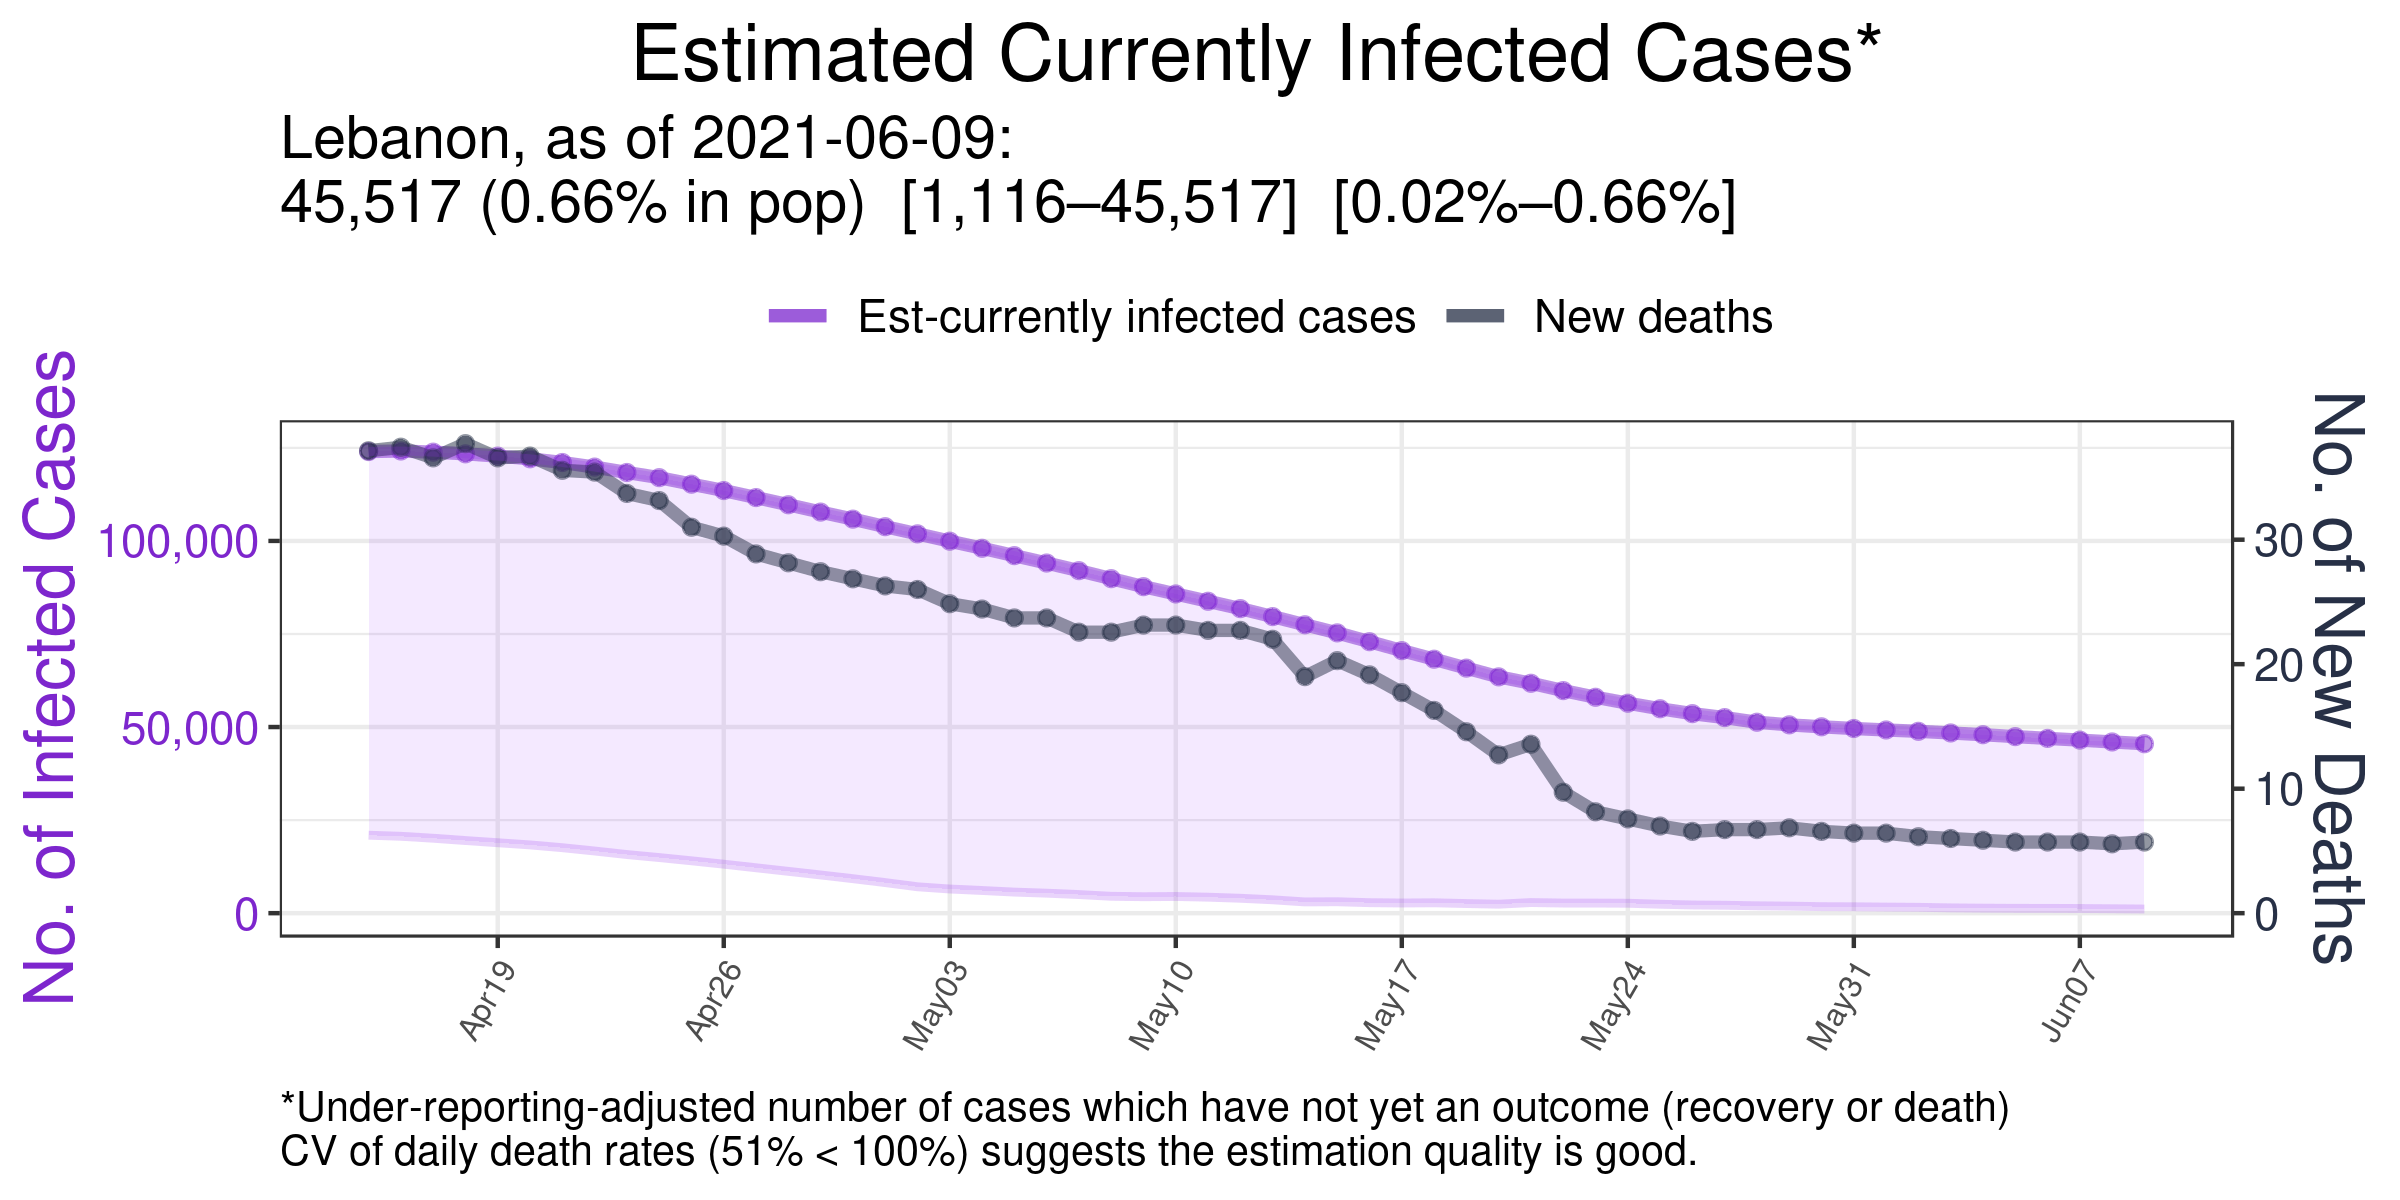 Estimated Currently Infected Cases*
Lebanon, as of 2021-06-09:
45,517 (0.66% in pop)  [1,116–45,517]  [0.02%–0.66%]
Est-currently infected cases
New deaths
No. of Infected Cases
100,000
50,000
0
No. of New Deaths
30
20
10
0
Apr19
Apr26
May03
May10
May17
May24
May31
Jun07
*Under-reporting-adjusted number of cases which have not yet an outcome (recovery or death)
CV of daily death rates (51% < 100%) suggests the estimation quality is good.